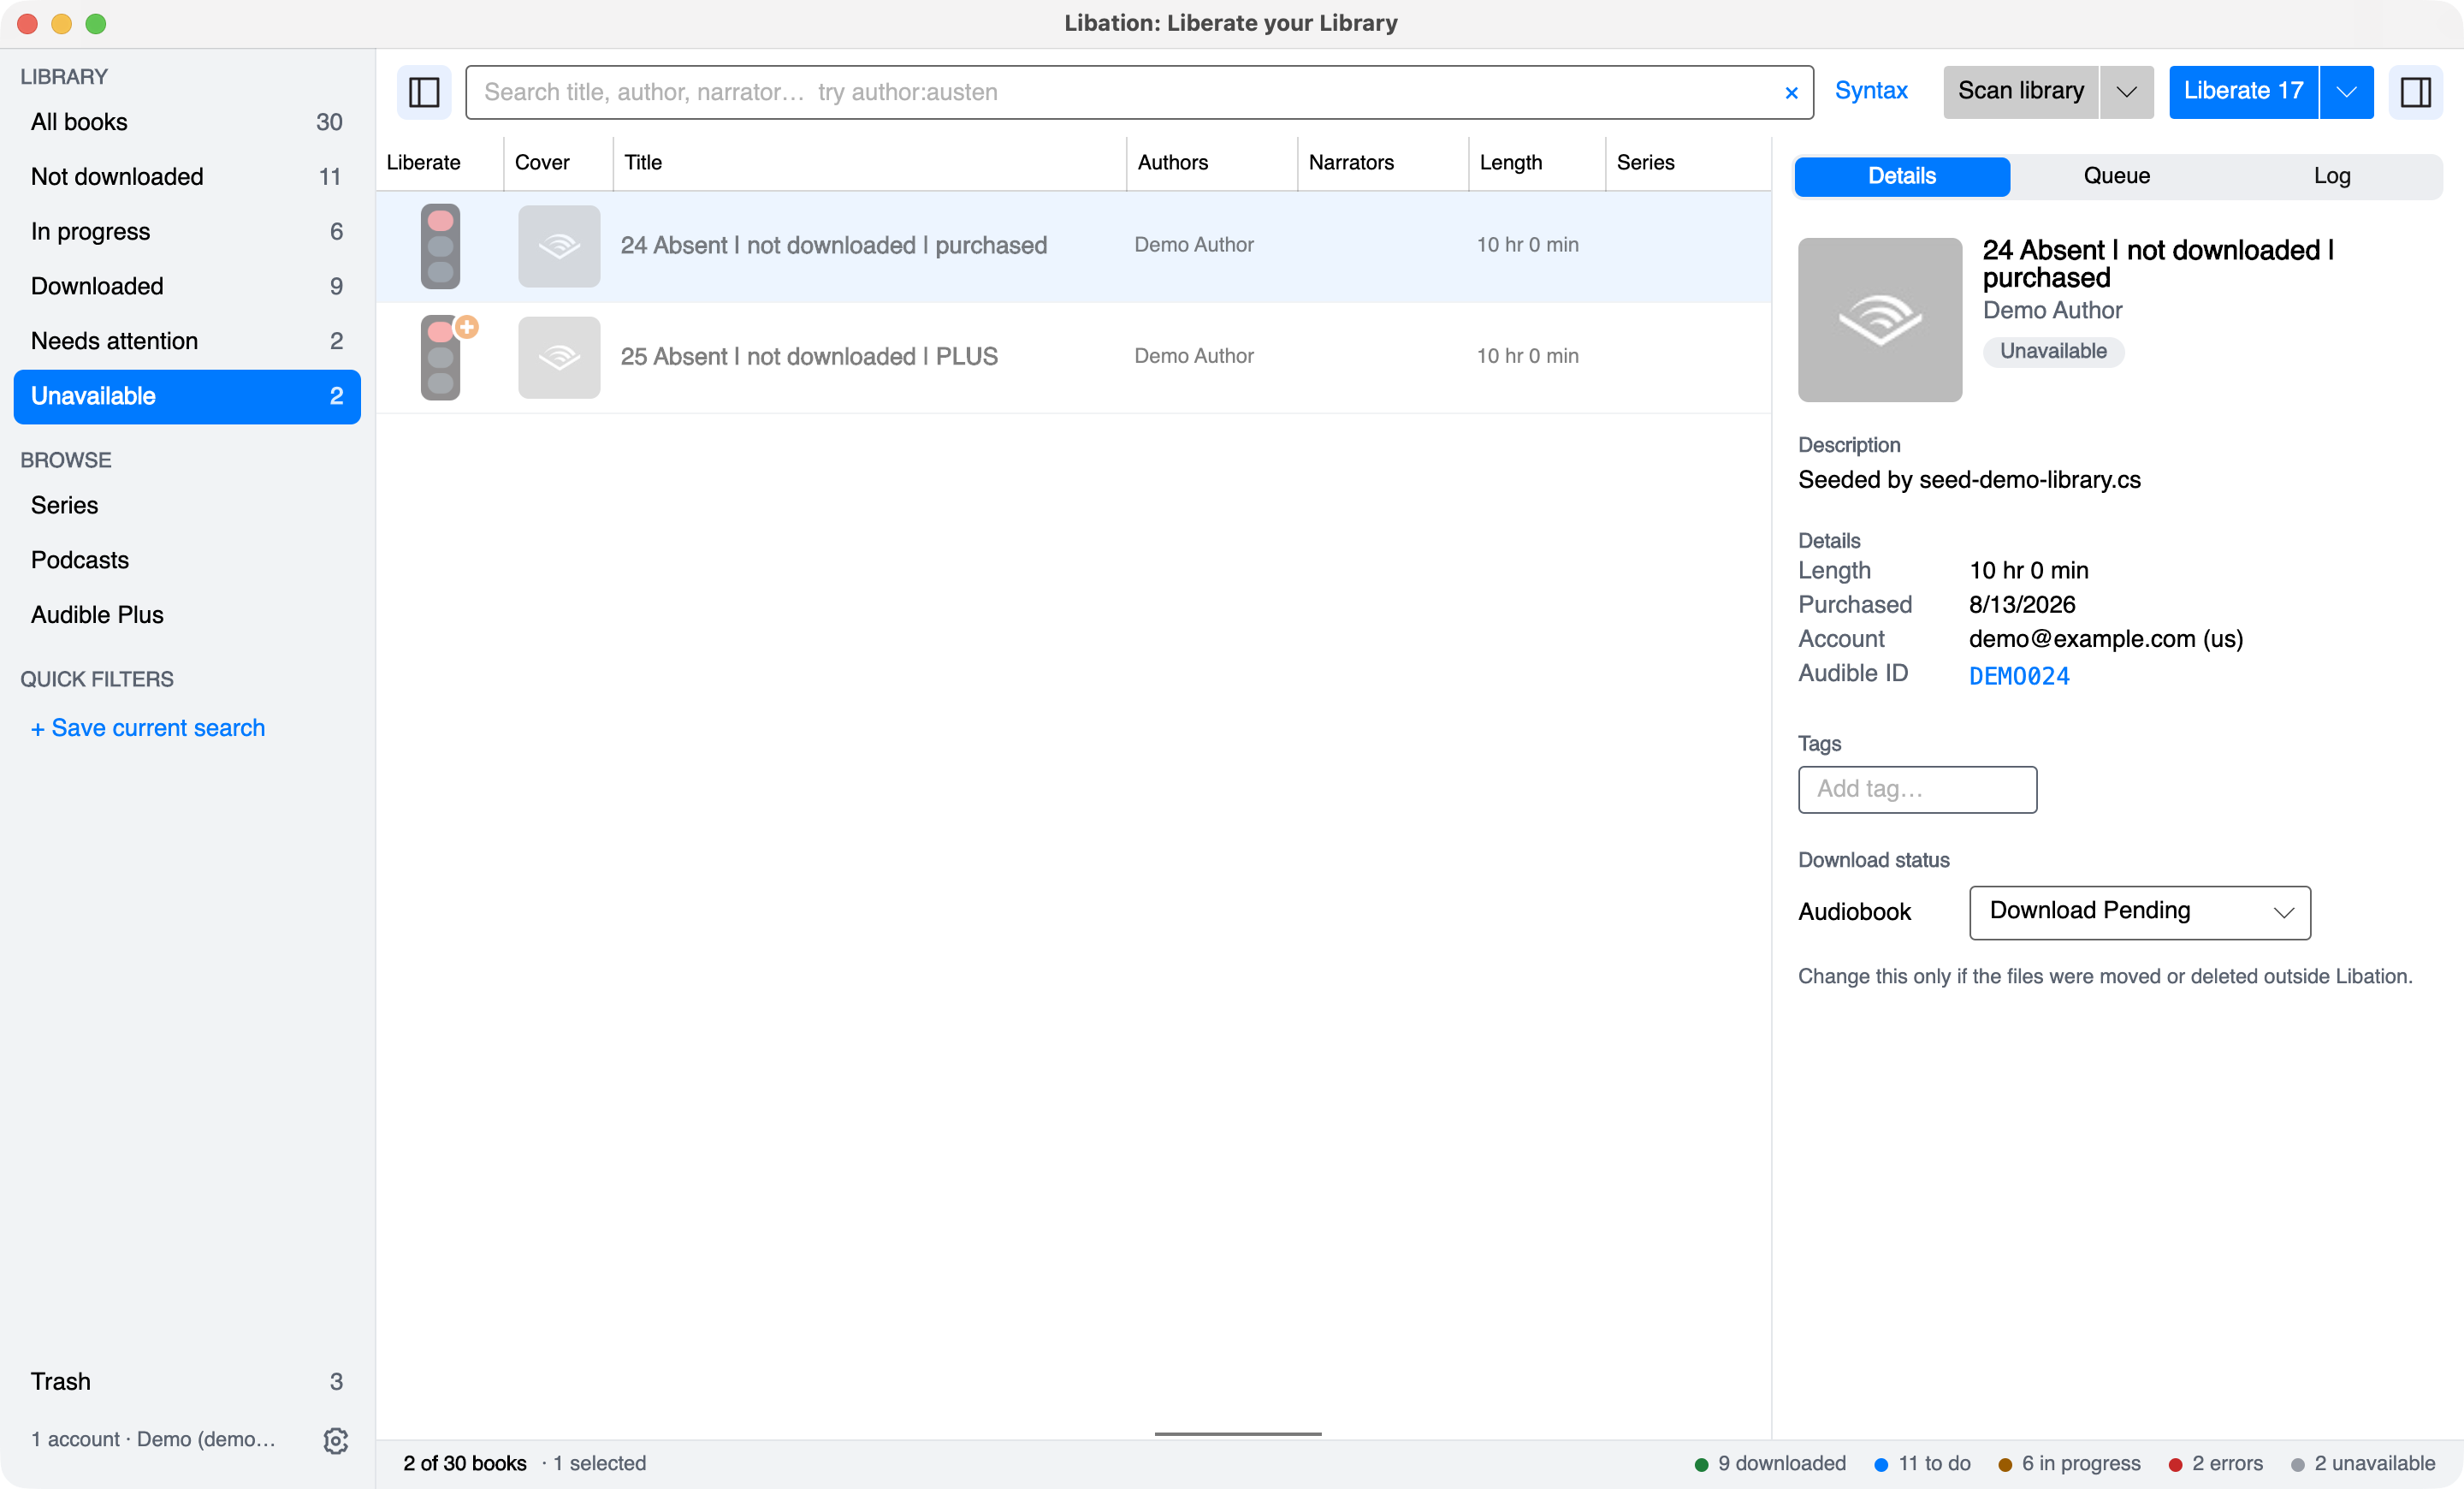 Libation: Liberate your Library
LIBRARY
All books 30
Not downloaded 11
In progress 6
Downloaded 9
Needs attention 2
Unavailable 2
BROWSE
Series
Podcasts
Audible Plus
QUICK FILTERS
+ Save current search
Trash 3
1 account · Demo (demo…
Search title, author, narrator… try author:austen × Syntax Scan library Liberate 17
Liberate Cover Title Authors Narrators Length Series
24 Absent | not downloaded | purchased Demo Author 10 hr 0 min
25 Absent | not downloaded | PLUS Demo Author 10 hr 0 min
Details Queue Log
24 Absent | not downloaded |
purchased
Demo Author
Unavailable
Description
Seeded by seed-demo-library.cs
Details
Length 10 hr 0 min
Purchased 8/13/2026
Account demo@example.com (us)
Audible ID DEMO024
Tags
Add tag…
Download status
Audiobook Download Pending
Change this only if the files were moved or deleted outside Libation.
2 of 30 books · 1 selected 9 downloaded 11 to do 6 in progress 2 errors 2 unavailable